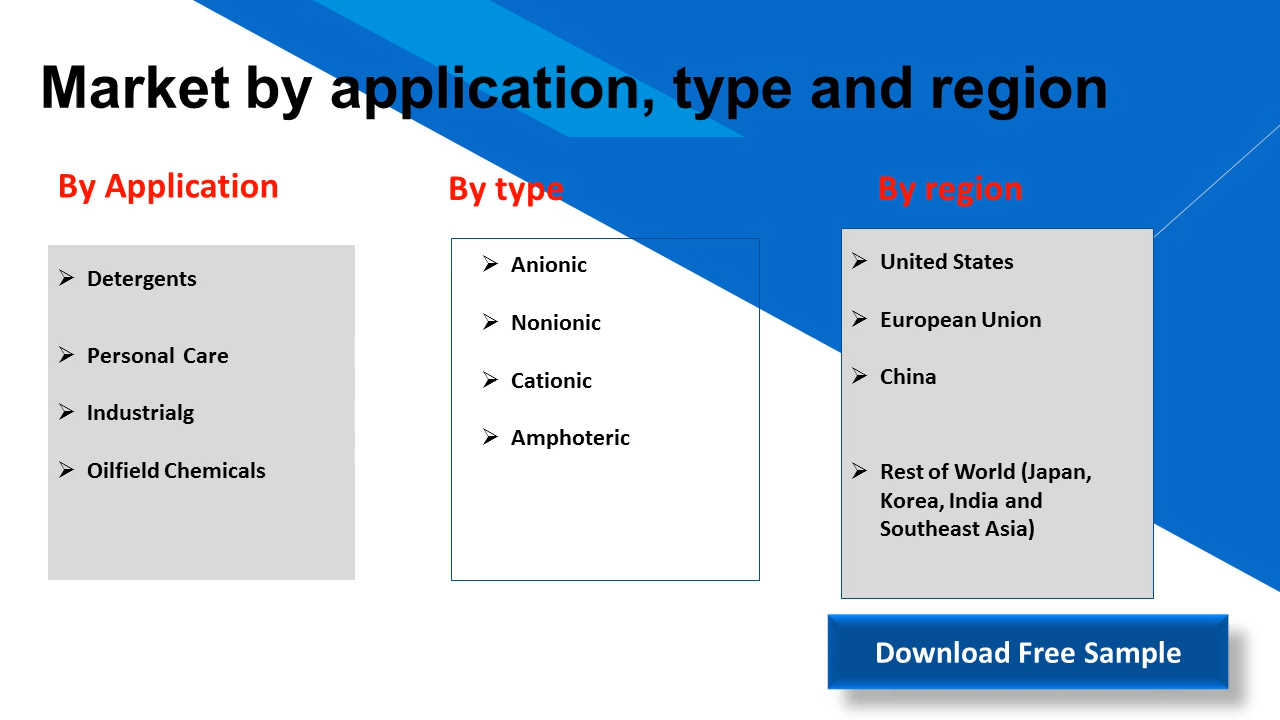 Market by application, type and region
By Application
Detergents
Personal Care
Industrialg
Oilfield Chemicals
By type
Anionic
Nonionic
Cationic
Amphoteric
By region
United States
European Union
China
Rest of World (Japan,
Korea, India and
Southeast Asia)
Download Free Sample